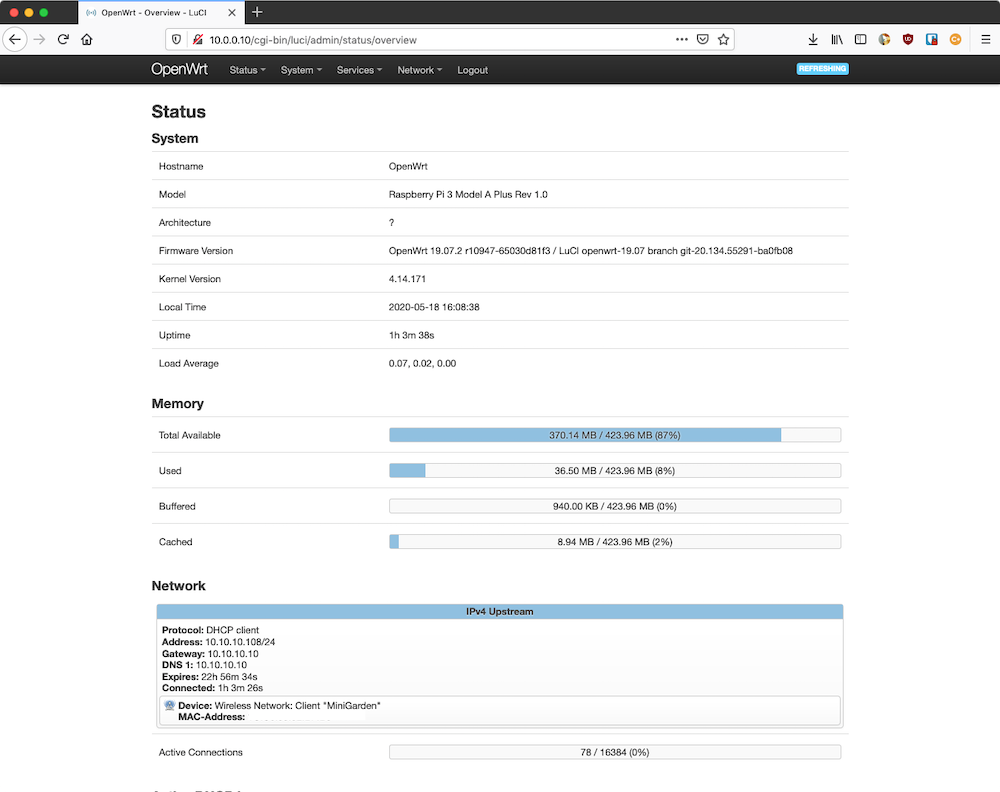 OpenWrt - Overview - LuCI
10.0.0.10/cgi-bin/luci/admin/status/overview
OpenWrt Status System Services Network Logout REFRESHING
Status
System
Hostname OpenWrt
Model Raspberry Pi 3 Model A Plus Rev 1.0
Architecture ?
Firmware Version OpenWrt 19.07.2 r10947-65030d81f3 / LuCI openwrt-19.07 branch git-20.134.55291-ba0fb08
Kernel Version 4.14.171
Local Time 2020-05-18 16:08:38
Uptime 1h 3m 38s
Load Average 0.07, 0.02, 0.00
Memory
Total Available 370.14 MB / 423.96 MB (87%)
Used 36.50 MB / 423.96 MB (8%)
Buffered 940.00 KB / 423.96 MB (0%)
Cached 8.94 MB / 423.96 MB (2%)
Network
IPv4 Upstream
Protocol: DHCP client
Address: 10.10.10.108/24
Gateway: 10.10.10.10
DNS 1: 10.10.10.10
Expires: 22h 56m 34s
Connected: 1h 3m 26s
Device: Wireless Network: Client "MiniGarden"
MAC-Address:
Active Connections 78 / 16384 (0%)